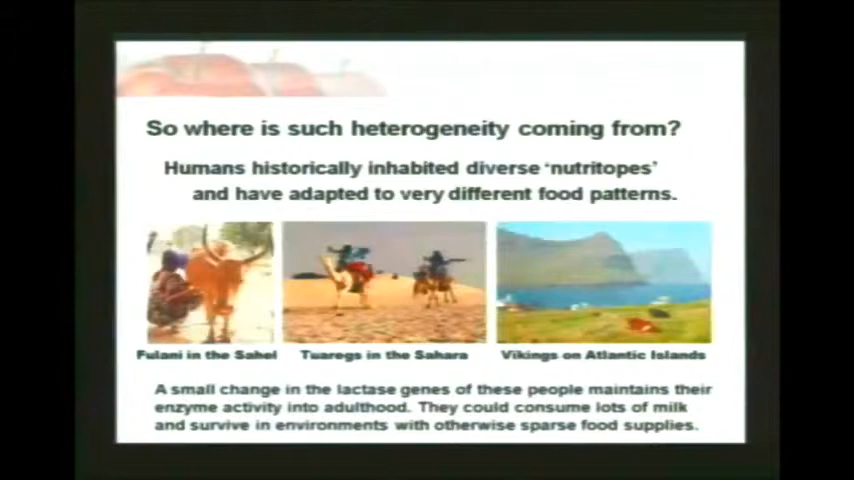 So where is such heterogeneity coming from?
Humans historically inhabited diverse ‘nutritopes’
and have adapted to very different food patterns.
Fulani in the Sahel
Tuaregs in the Sahara
Vikings on Atlantic Islands
A small change in the lactase genes of these people maintains their
enzyme activity into adulthood. They could consume lots of milk
and survive in environments with otherwise sparse food supplies.